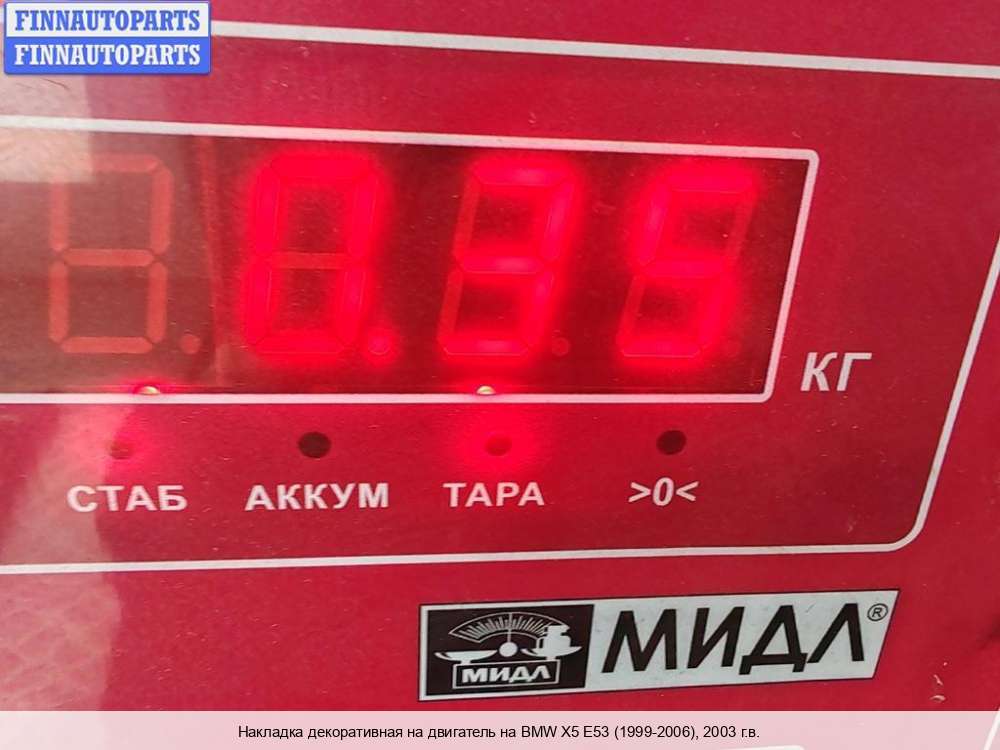 FINNAUTOPARTS
FINNAUTOPARTS
0.35
КГ
СТАБ АККУМ ТАРА >0<
МИДЛ МИДЛ®
Накладка декоративная на двигатель на BMW X5 E53 (1999-2006), 2003 г.в.